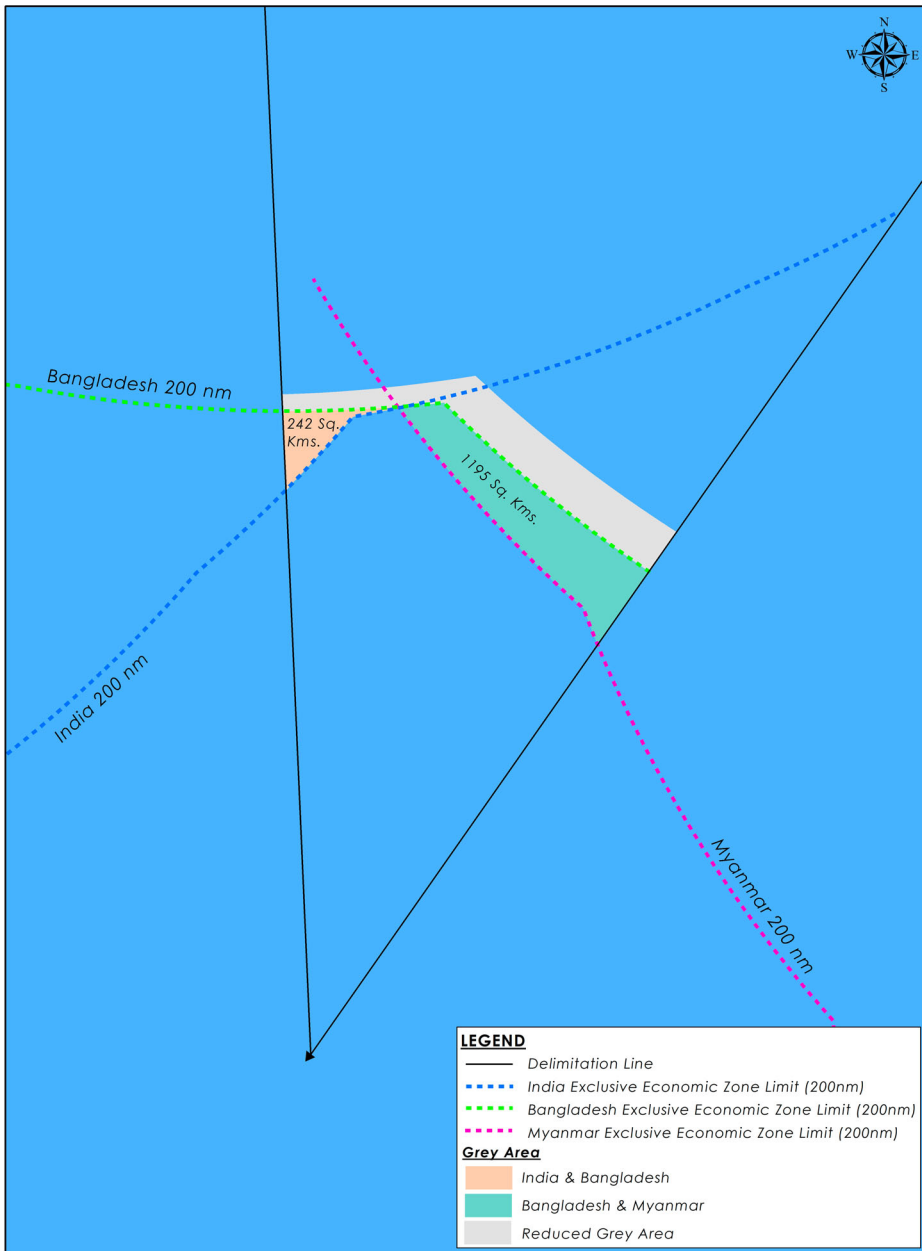 N
W E
S
Bangladesh 200 nm
242 Sq.
Kms.
1195 Sq. Kms.
India 200 nm
Myanmar 200 nm
LEGEND
Delimitation Line
India Exclusive Economic Zone Limit (200nm)
Bangladesh Exclusive Economic Zone Limit (200nm)
Myanmar Exclusive Economic Zone Limit (200nm)
Grey Area
India & Bangladesh
Bangladesh & Myanmar
Reduced Grey Area